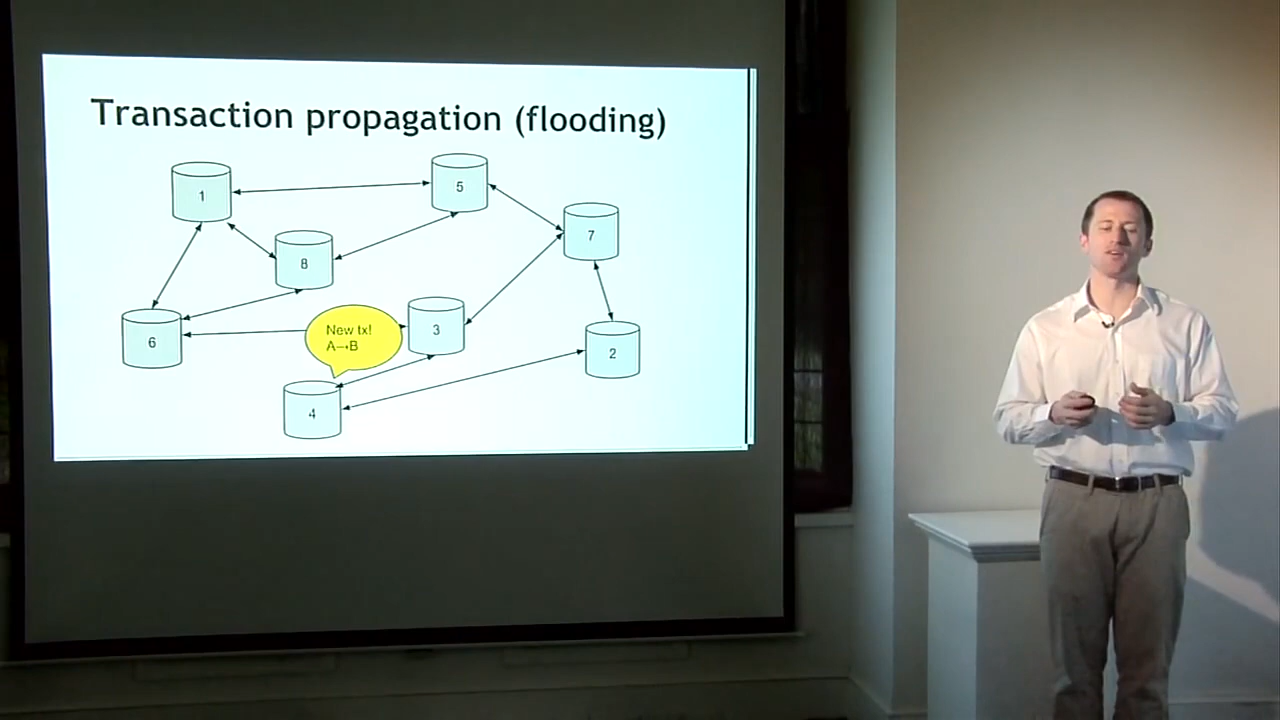 Transaction propagation (flooding)
1
5
7
8
6
New tx!
A→B
3
2
4